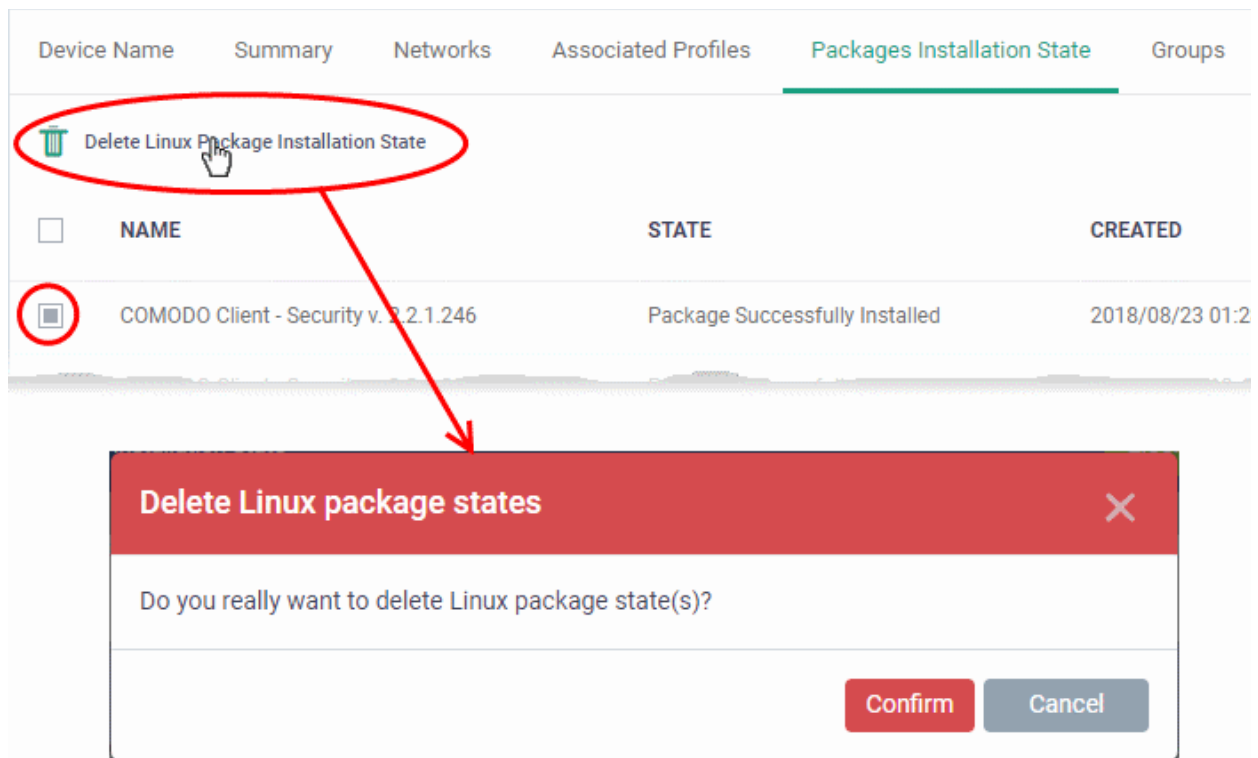 Device Name Summary Networks Associated Profiles Packages Installation State Groups
Delete Linux Package Installation State
NAME STATE CREATED
COMODO Client - Security v. 2.2.1.246 Package Successfully Installed 2018/08/23 01:2
Delete Linux package states
Do you really want to delete Linux package state(s)?
Confirm Cancel